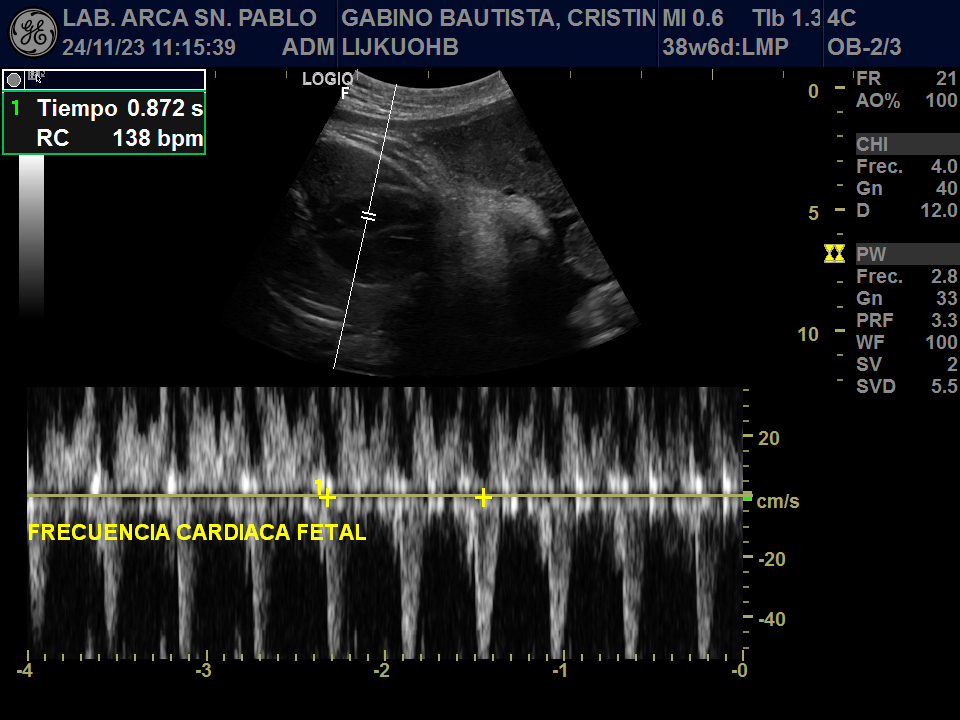 LAB. ARCA SN. PABLO
GABINO BAUTISTA, CRISTIN
MI 0.6 TIb 1.3
4C
24/11/23 11:15:39 ADM
LIJKUOHB
38w6d:LMP
OB-2/3
GE
LOGIQ
F
1 Tiempo 0.872 s
RC 138 bpm
0
5
10
FR 21
AO% 100
CHI
Frec. 4.0
Gn 40
D 12.0
PW
Frec. 2.8
Gn 33
PRF 3.3
WF 100
SV 2
SVD 5.5
1
FRECUENCIA CARDIACA FETAL
20
cm/s
-20
-40
-4 -3 -2 -1 -0